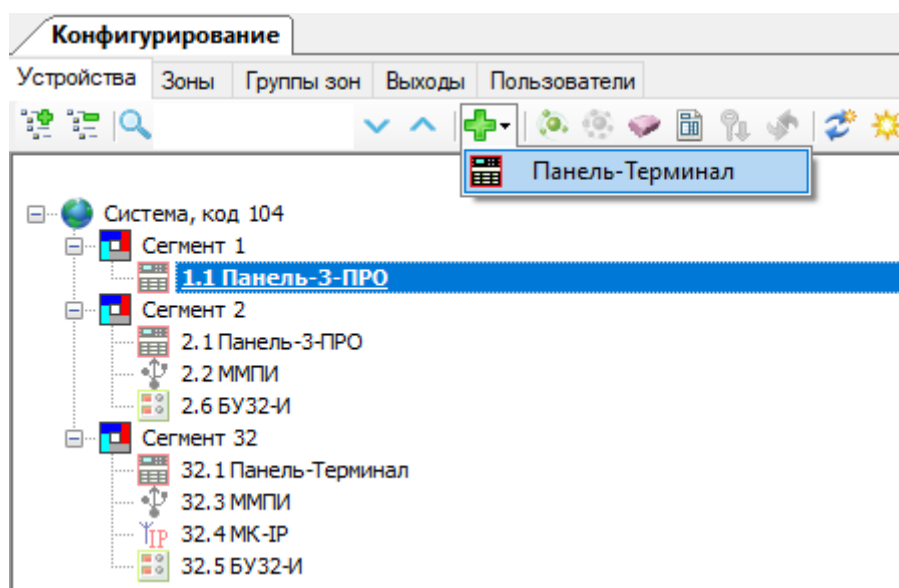 Конфигурирование
Устройства Зоны Группы зон Выходы Пользователи
Панель-Терминал
Система, код 104
Сегмент 1
1.1 Панель-3-ПРО
Сегмент 2
2.1 Панель-3-ПРО
2.2 ММПИ
2.6 БУ32-И
Сегмент 32
32.1 Панель-Терминал
32.3 ММПИ
IP 32.4 МК-IP
32.5 БУ32-И